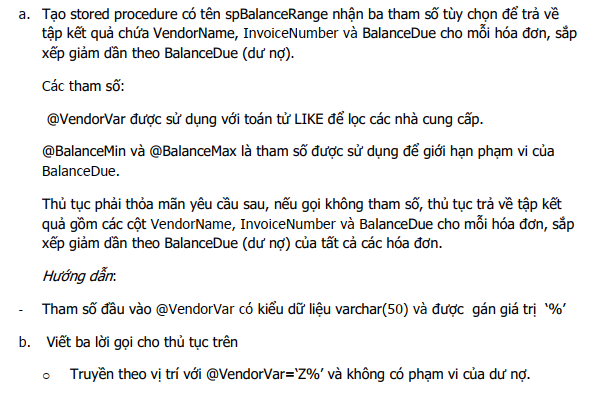 a. Tạo stored procedure có tên spBalanceRange nhận ba tham số tùy chọn để trả về
tập kết quả chứa VendorName, InvoiceNumber và BalanceDue cho mỗi hóa đơn, sắp
xếp giảm dần theo BalanceDue (dư nợ).
Các tham số:
@VendorVar được sử dụng với toán tử LIKE để lọc các nhà cung cấp.
@BalanceMin và @BalanceMax là tham số được sử dụng để giới hạn phạm vi của
BalanceDue.
Thủ tục phải thỏa mãn yêu cầu sau, nếu gọi không tham số, thủ tục trả về tập kết
quả gồm các cột VendorName, InvoiceNumber và BalanceDue cho mỗi hóa đơn, sắp
xếp giảm dần theo BalanceDue (dư nợ) của tất cả các hóa đơn.
Hướng dẫn:
- Tham số đầu vào @VendorVar có kiểu dữ liệu varchar(50) và được gán giá trị ‘%’
b. Viết ba lời gọi cho thủ tục trên
o Truyền theo vị trí với @VendorVar=‘Z%’ và không có phạm vi của dư nợ.